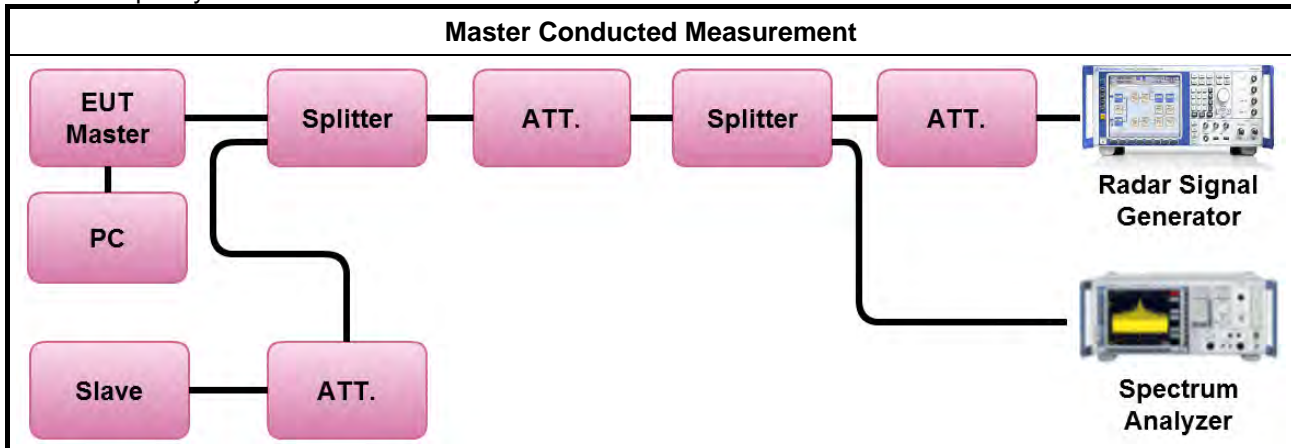 Master Conducted Measurement
EUT
Master
Splitter
ATT.
Splitter
ATT.
Radar Signal
Generator
PC
Slave
ATT.
Spectrum
Analyzer